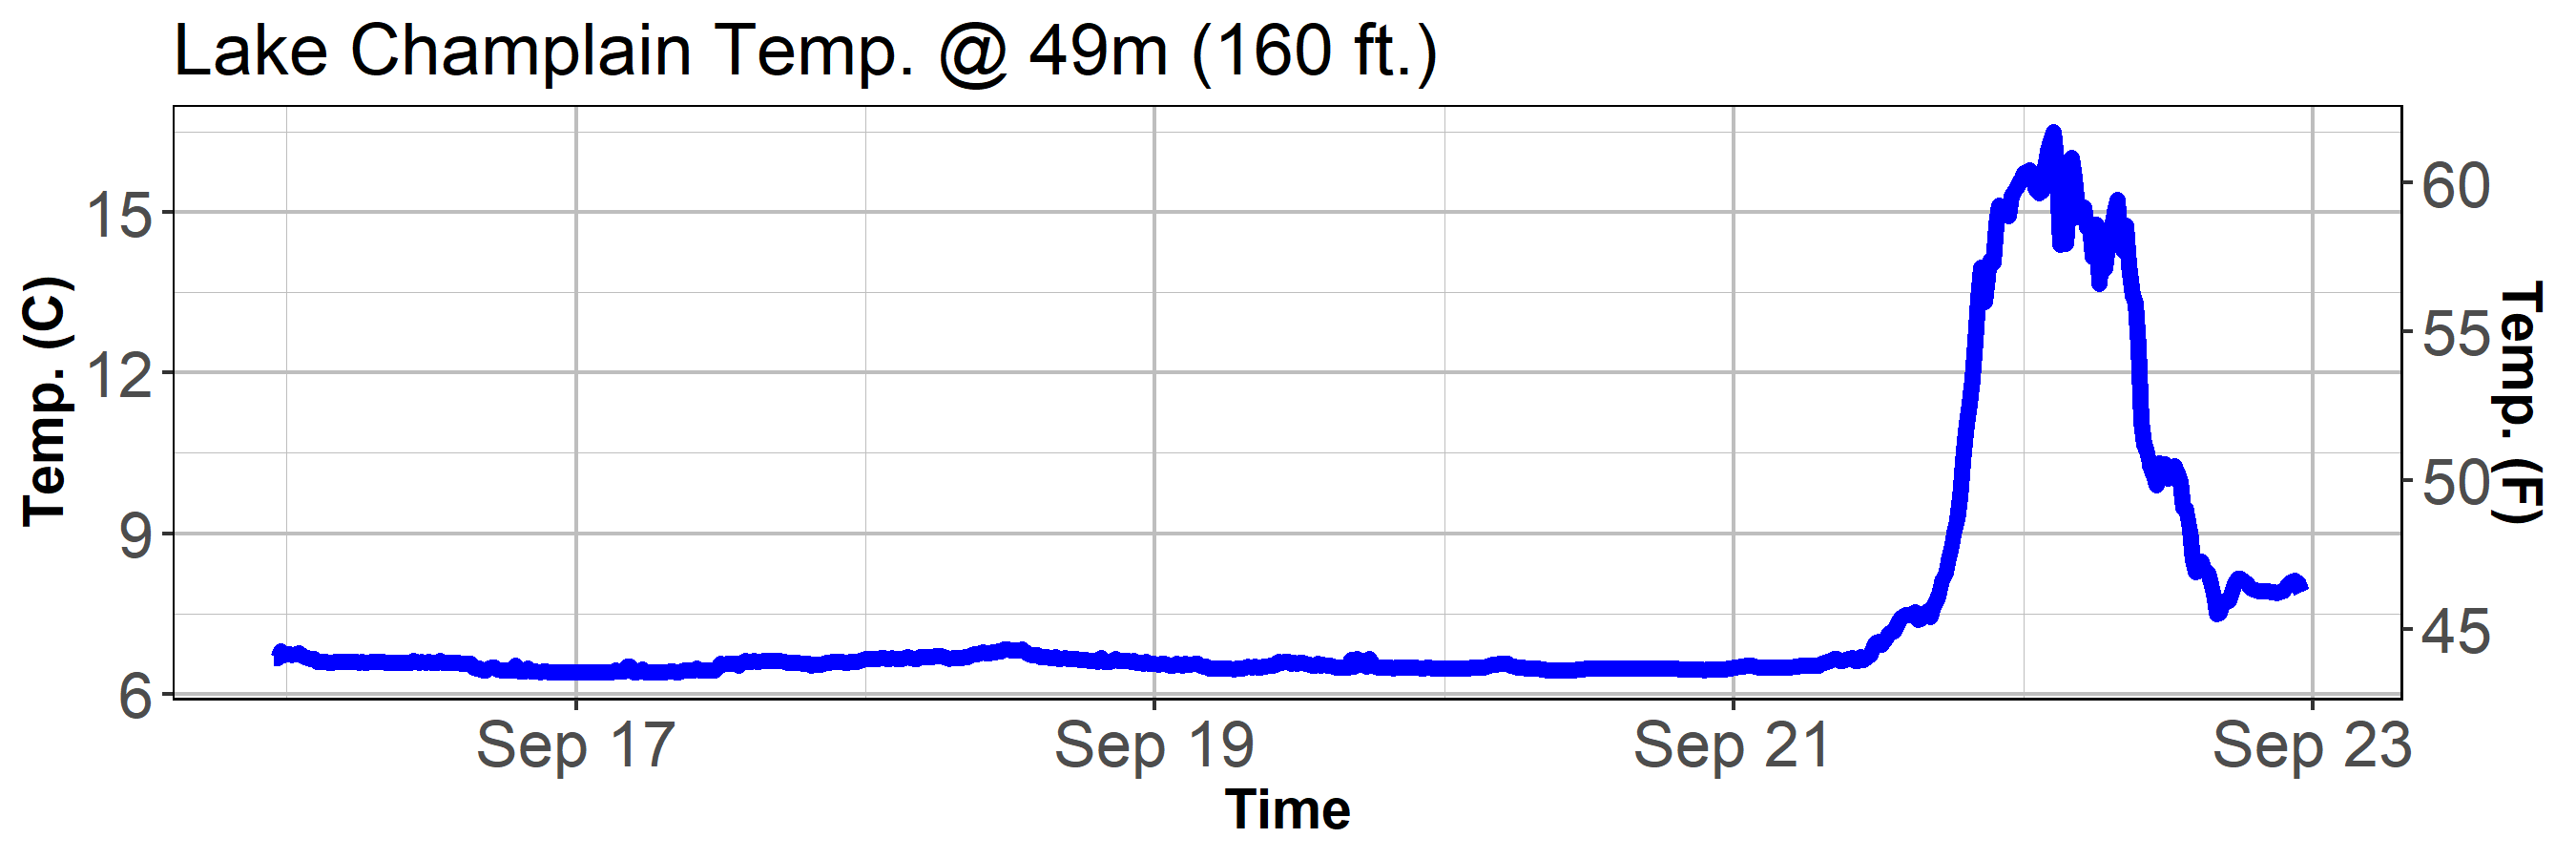 Lake Champlain Temp. @ 49m (160 ft.)
Temp. (C)
15
12
9
6
60
55
50
45
Temp. (F)
Sep 17
Sep 19
Sep 21
Sep 23
Time